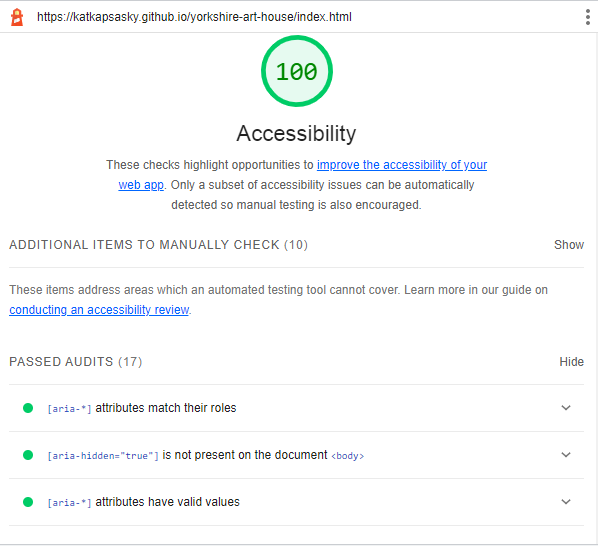 https://katkapsasky.github.io/yorkshire-art-house/index.html
100
Accessibility
These checks highlight opportunities to improve the accessibility of your
web app. Only a subset of accessibility issues can be automatically
detected so manual testing is also encouraged.
ADDITIONAL ITEMS TO MANUALLY CHECK (10) Show
These items address areas which an automated testing tool cannot cover. Learn more in our guide on
conducting an accessibility review.
PASSED AUDITS (17) Hide
[aria-*] attributes match their roles
[aria-hidden="true"] is not present on the document <body>
[aria-*] attributes have valid values